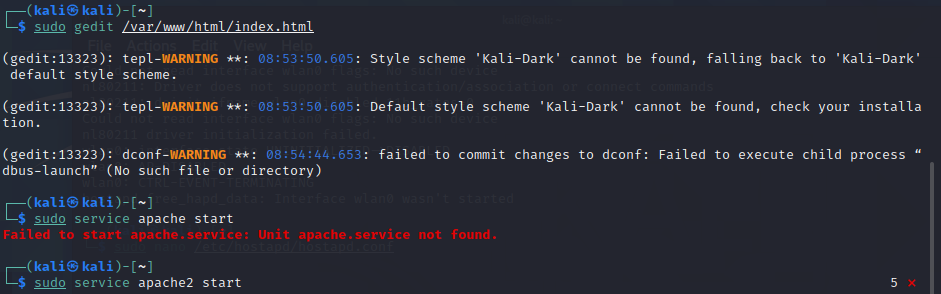 ┌──(kali㉿kali)-[~]
└─$ sudo gedit /var/www/html/index.html
(gedit:13323): tepl-WARNING **: 08:53:50.605: Style scheme 'Kali-Dark' cannot be found, falling back to 'Kali-Dark'
default style scheme.
(gedit:13323): tepl-WARNING **: 08:53:50.605: Default style scheme 'Kali-Dark' cannot be found, check your installa
tion.
(gedit:13323): dconf-WARNING **: 08:54:44.653: failed to commit changes to dconf: Failed to execute child process “
dbus-launch” (No such file or directory)
┌──(kali㉿kali)-[~]
└─$ sudo service apache start
Failed to start apache.service: Unit apache.service not found.
┌──(kali㉿kali)-[~]
└─$ sudo service apache2 start 5 ⨯